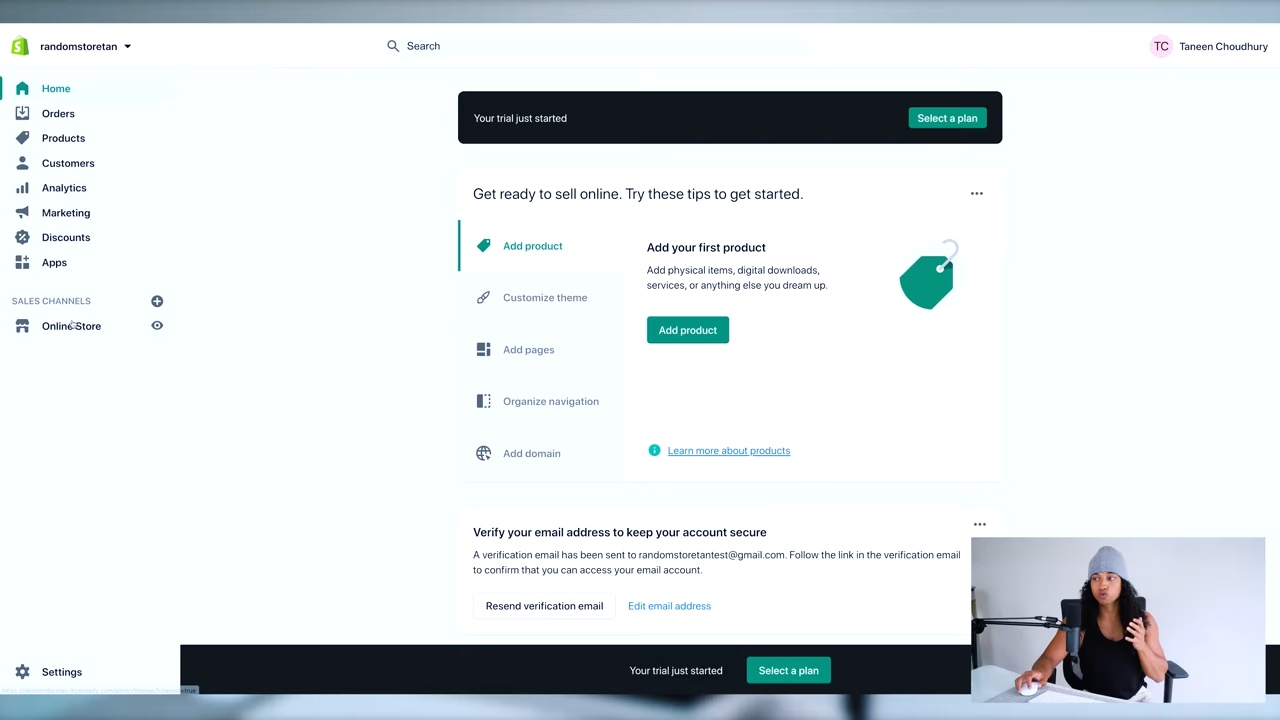 randomstoretan
Search
TC
Taneen Choudhury
Home
Orders
Products
Customers
Analytics
Marketing
Discounts
Apps
SALES CHANNELS
Online Store
Settings
Your trial just started
Select a plan
Get ready to sell online. Try these tips to get started.
Add product
Customize theme
Add pages
Organize navigation
Add domain
Add your first product
Add physical items, digital downloads,
services, or anything else you dream up.
Add product
Learn more about products
Verify your email address to keep your account secure
A verification email has been sent to randomstoretantest@gmail.com. Follow the link in the verification email
to confirm that you can access your email account.
Resend verification email
Edit email address
Your trial just started
Select a plan